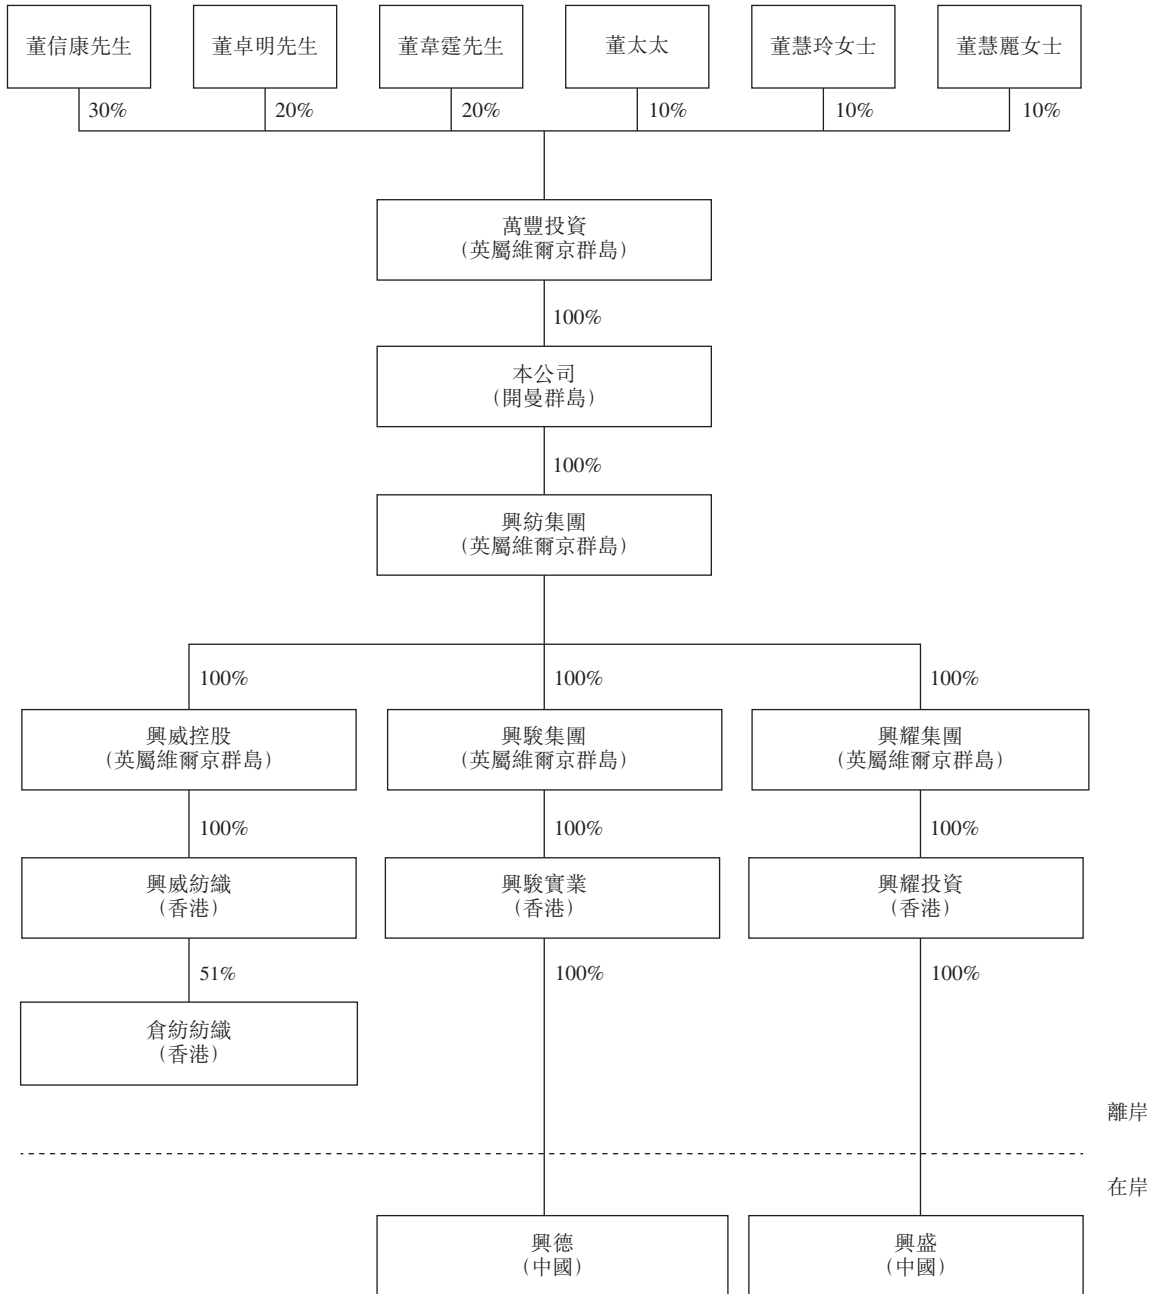 董信康先生
董卓明先生
董韋霆先生
董太太
董慧玲女士
董慧麗女士
30%
20%
20%
10%
10%
10%
萬豐投資
（英屬維爾京群島）
100%
本公司
（開曼群島）
100%
興紡集團
（英屬維爾京群島）
100%
100%
100%
興威控股
（英屬維爾京群島）
興駿集團
（英屬維爾京群島）
興耀集團
（英屬維爾京群島）
100%
100%
100%
興威紡織
（香港）
興駿實業
（香港）
興耀投資
（香港）
51%
100%
100%
倉紡紡織
（香港）
離岸
在岸
興德
（中國）
興盛
（中國）